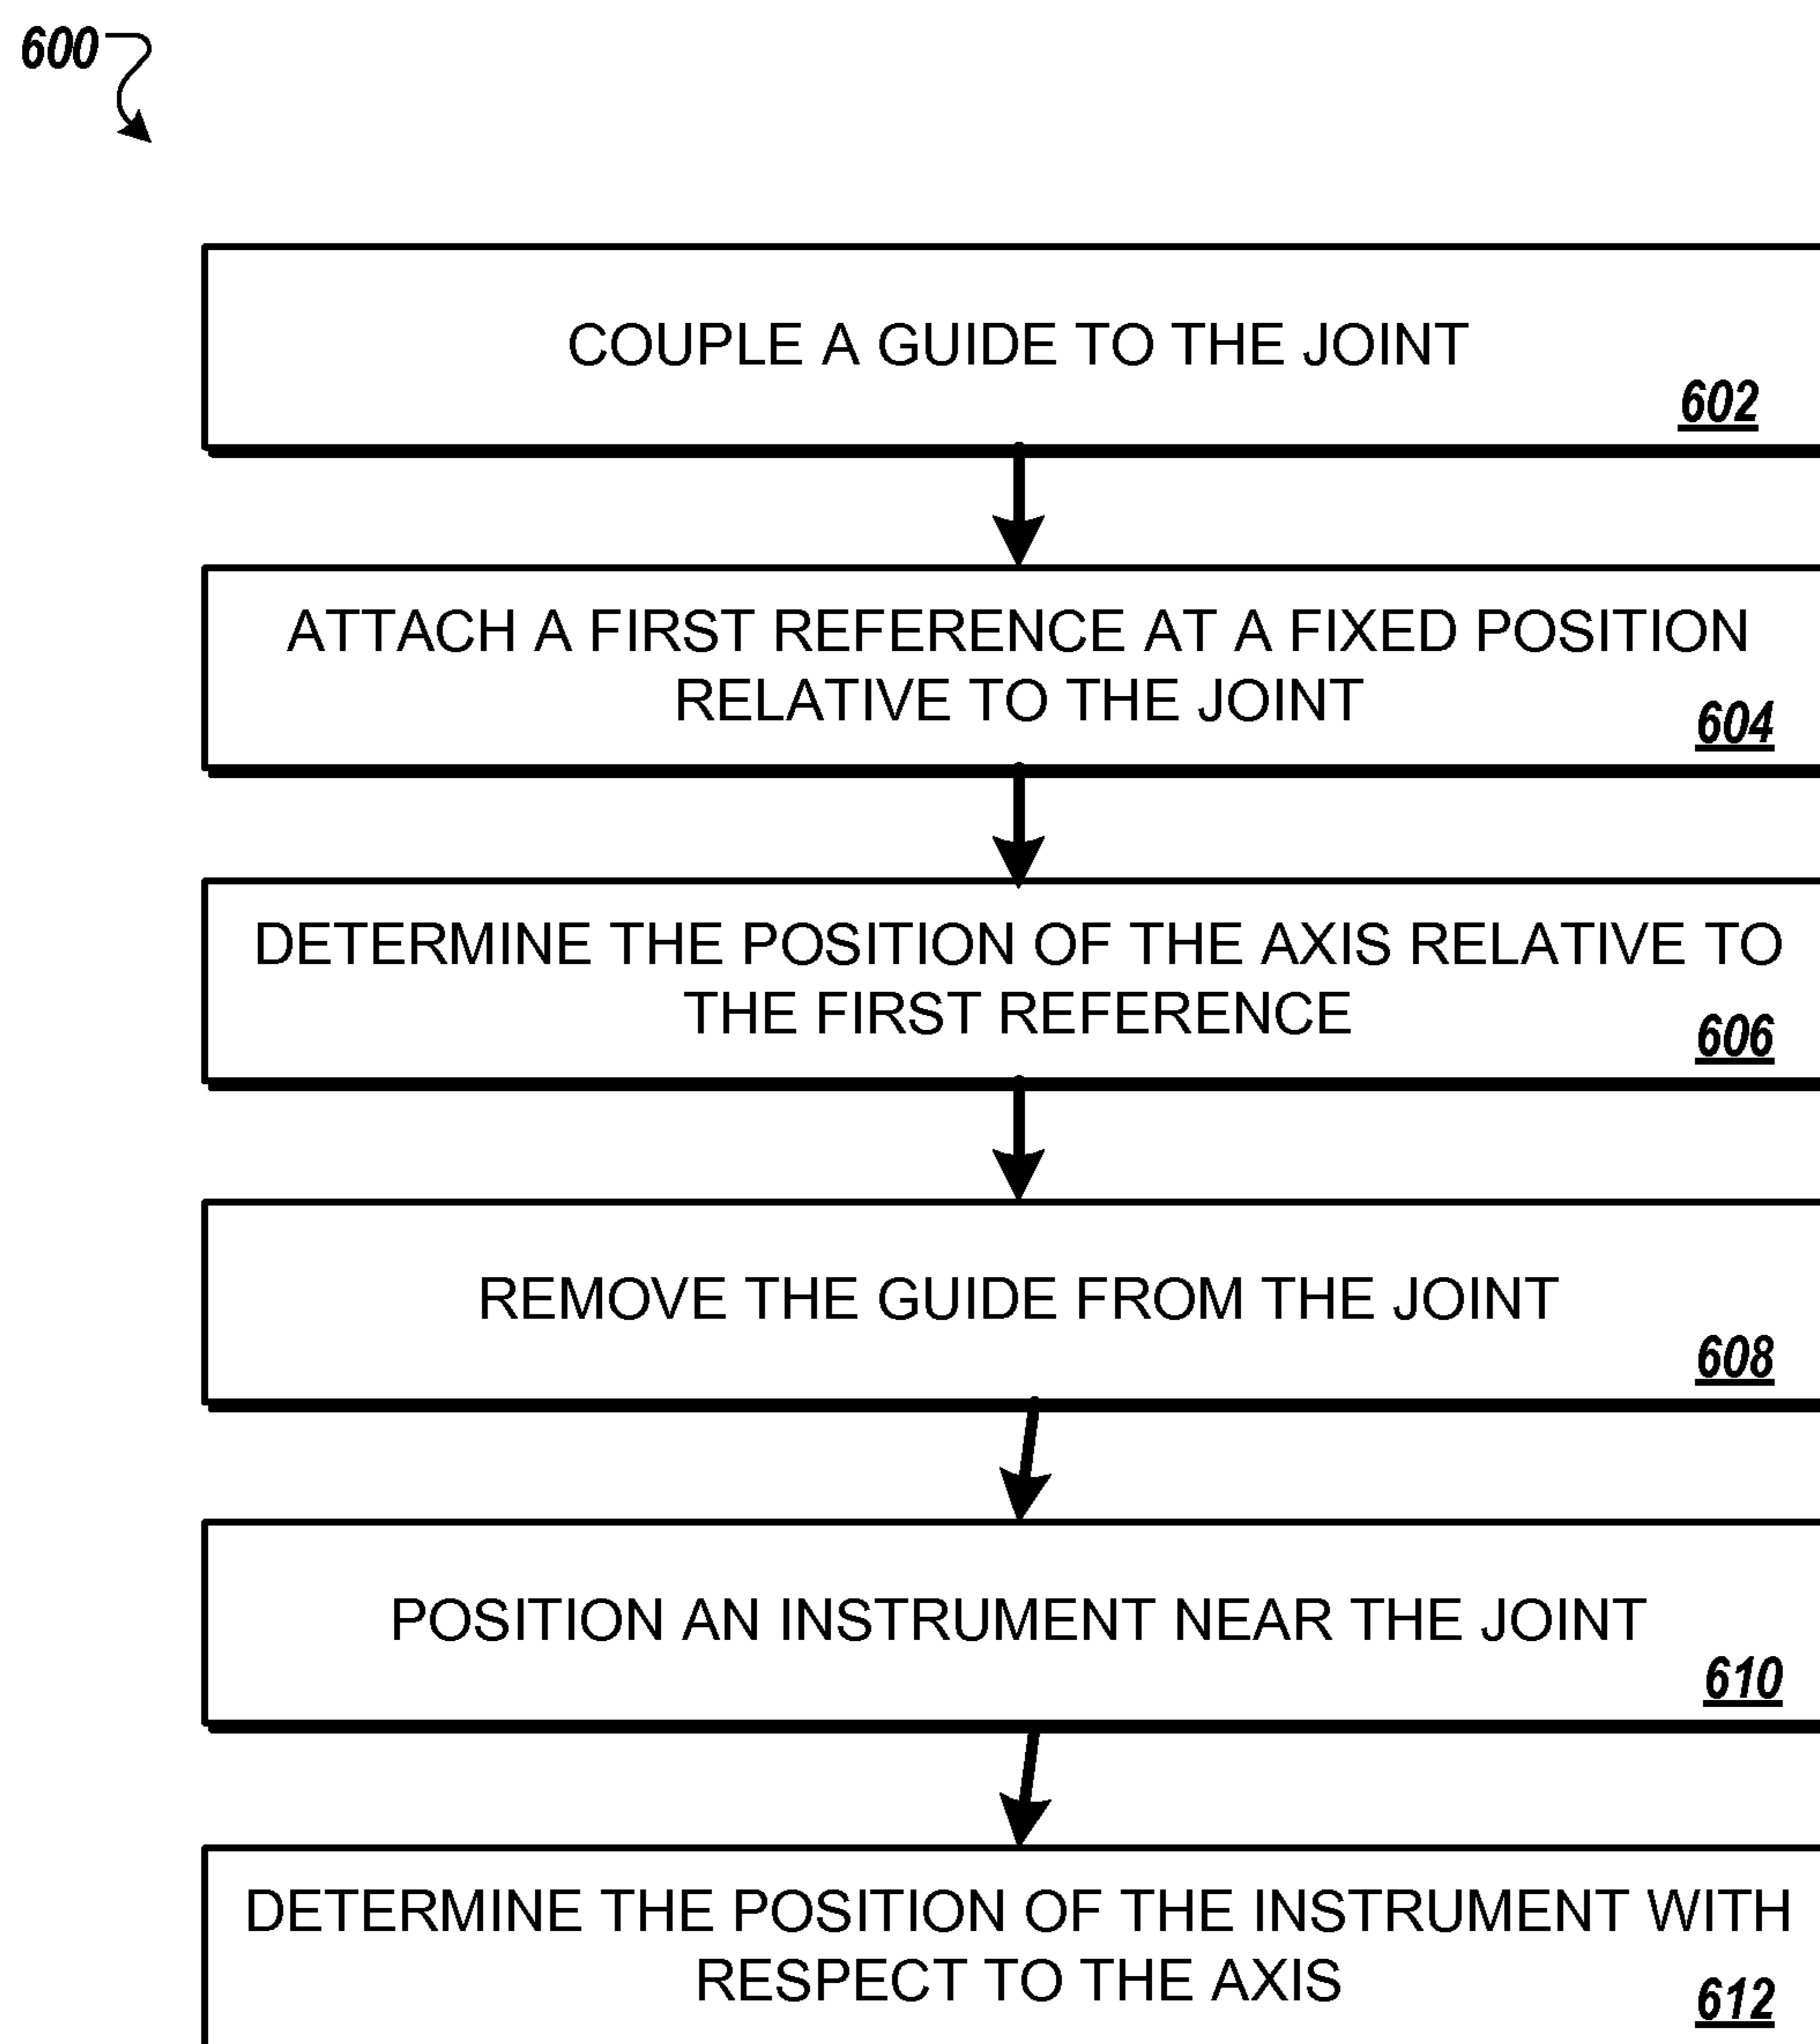 600
COUPLE A GUIDE TO THE JOINT
602
ATTACH A FIRST REFERENCE AT A FIXED POSITION
RELATIVE TO THE JOINT
604
DETERMINE THE POSITION OF THE AXIS RELATIVE TO
THE FIRST REFERENCE
606
REMOVE THE GUIDE FROM THE JOINT
608
POSITION AN INSTRUMENT NEAR THE JOINT
610
DETERMINE THE POSITION OF THE INSTRUMENT WITH
RESPECT TO THE AXIS
612